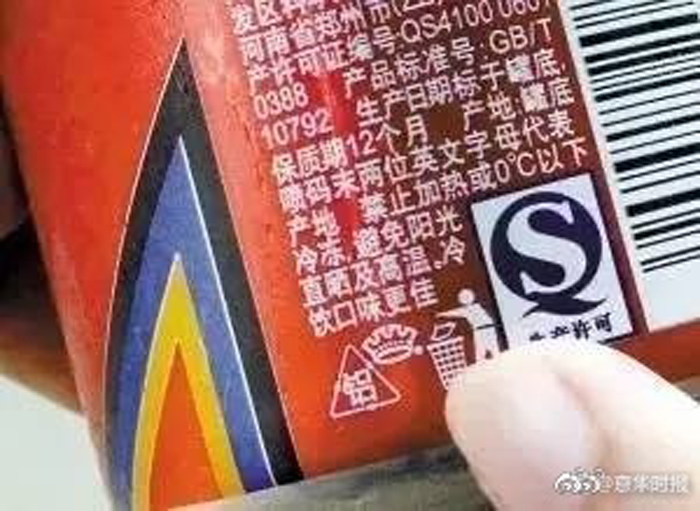 河南省郑州市
产许可证编号:QS4100 0601
0388 产品标准号:GB/T
10792 生产日期标于罐底
保质期12个月 产地:罐底
喷码末两位英文字母代表
产地 禁止加热或0℃以下
冷冻,避免阳光
直晒及高温。冷
饮口味更佳
铝
生产许可